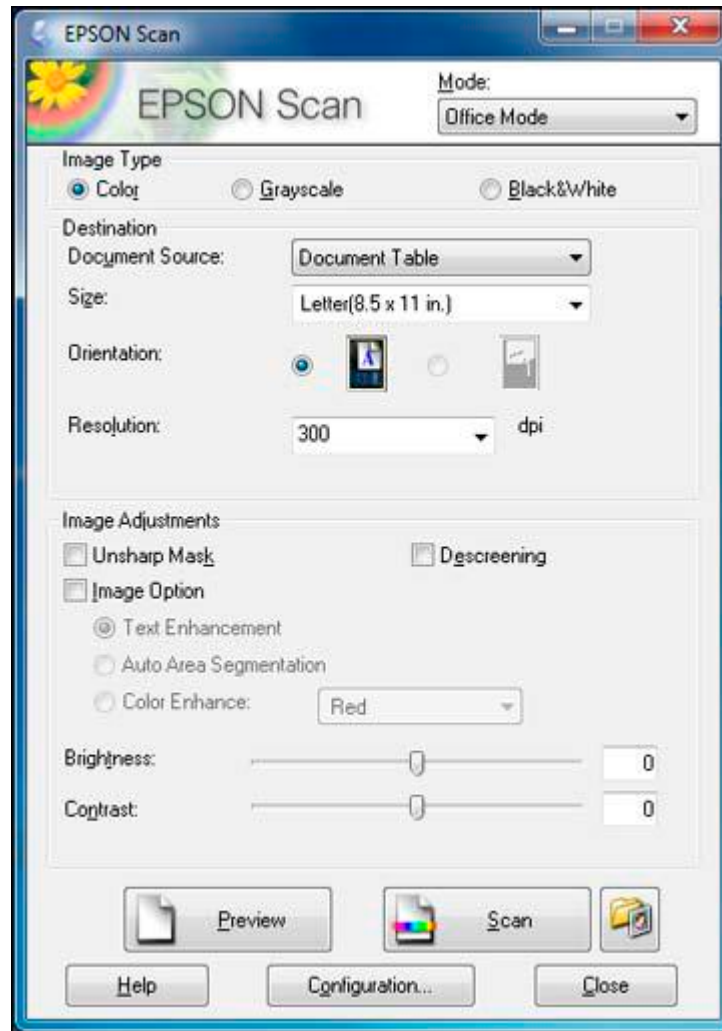 EPSON Scan
EPSON Scan
Mode:
Office Mode
Image Type
Color
Grayscale
Black&White
Destination
Document Source:
Document Table
Size:
Letter(8.5 x 11 in.)
Orientation:
A
Resolution:
300
dpi
Image Adjustments
Unsharp Mask
Descreening
Image Option
Text Enhancement
Auto Area Segmentation
Color Enhance:
Red
Brightness:
0
Contrast:
0
Preview
Scan
Help
Configuration...
Close